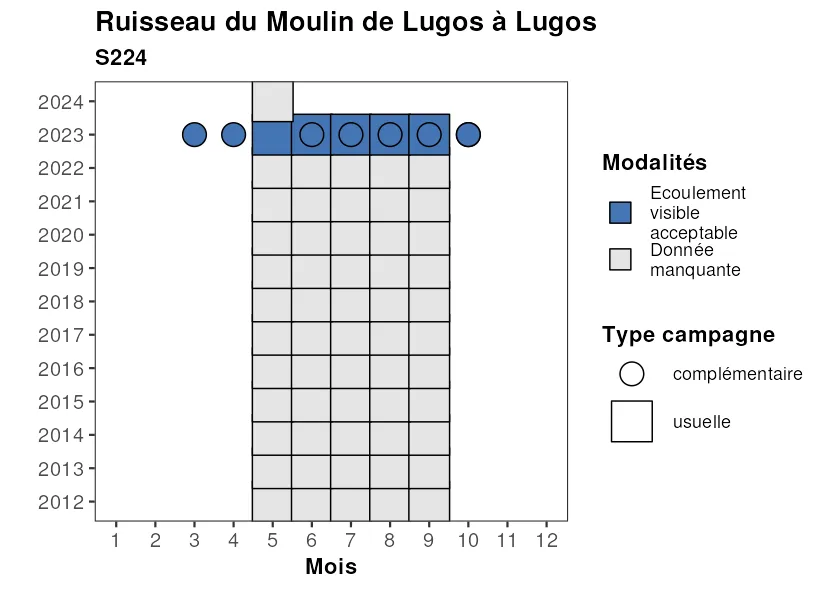 Ruisseau du Moulin de Lugos à Lugos
S224
2024
2023
2022
2021
2020
2019
2018
2017
2016
2015
2014
2013
2012
1 2 3 4 5 6 7 8 9 10 11 12
Mois
Modalités
Ecoulement
visible
acceptable
Donnée
manquante
Type campagne
complémentaire
usuelle